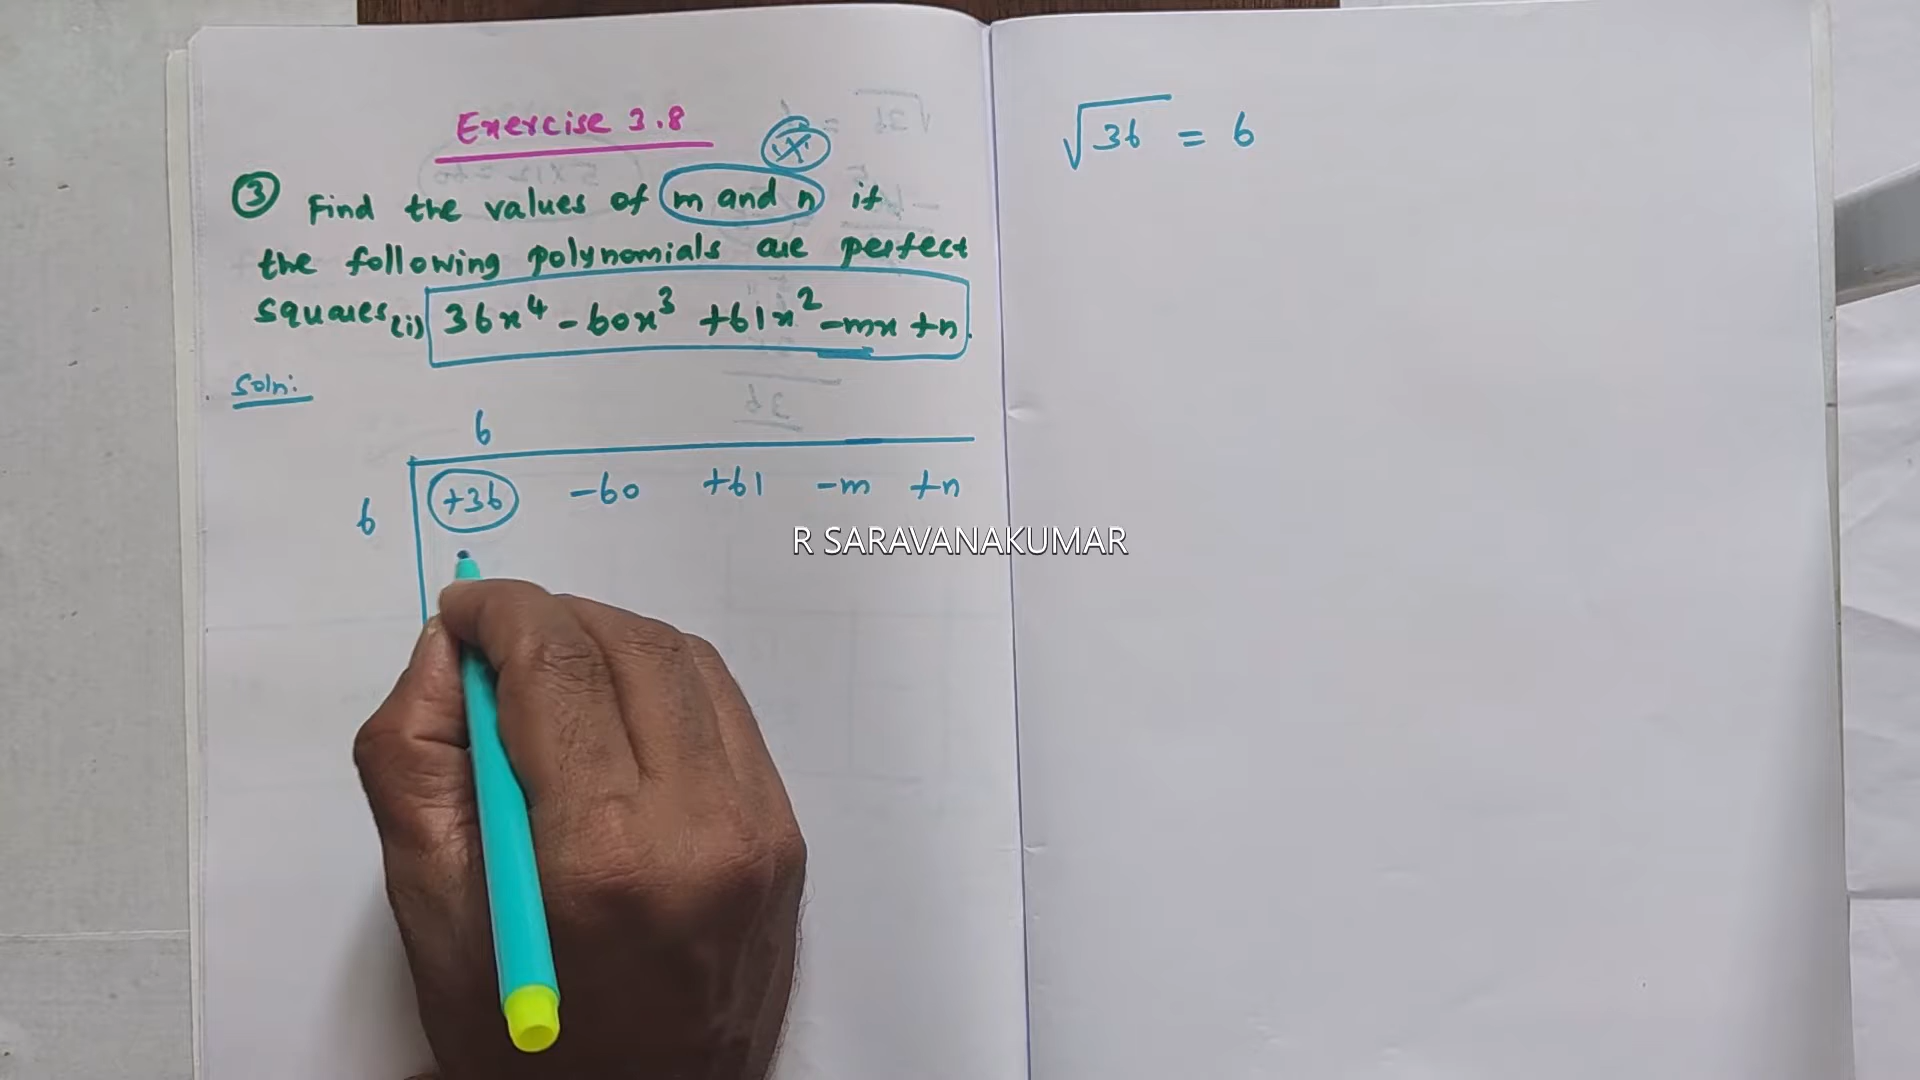 Exercise 3.8
③ Find the values of m and n if
the following polynomials are perfect
squares (i) 36x⁴ - 60x³ + 61x² - mx + n.
Soln:
6
6 +36 -60 +61 -m +n
√36 = 6
R SARAVANAKUMAR